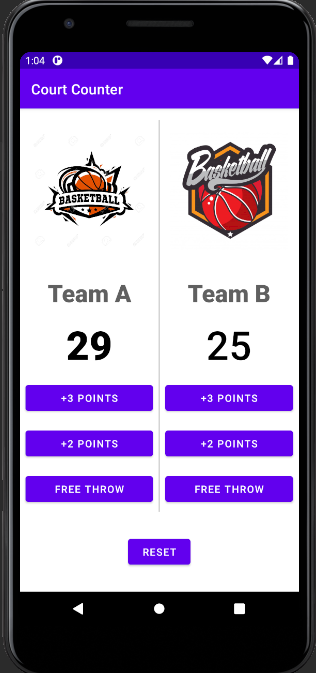 1:04
Court Counter
BASKETBALL
Basketball
Team A
Team B
29
25
+3 POINTS
+3 POINTS
+2 POINTS
+2 POINTS
FREE THROW
FREE THROW
RESET